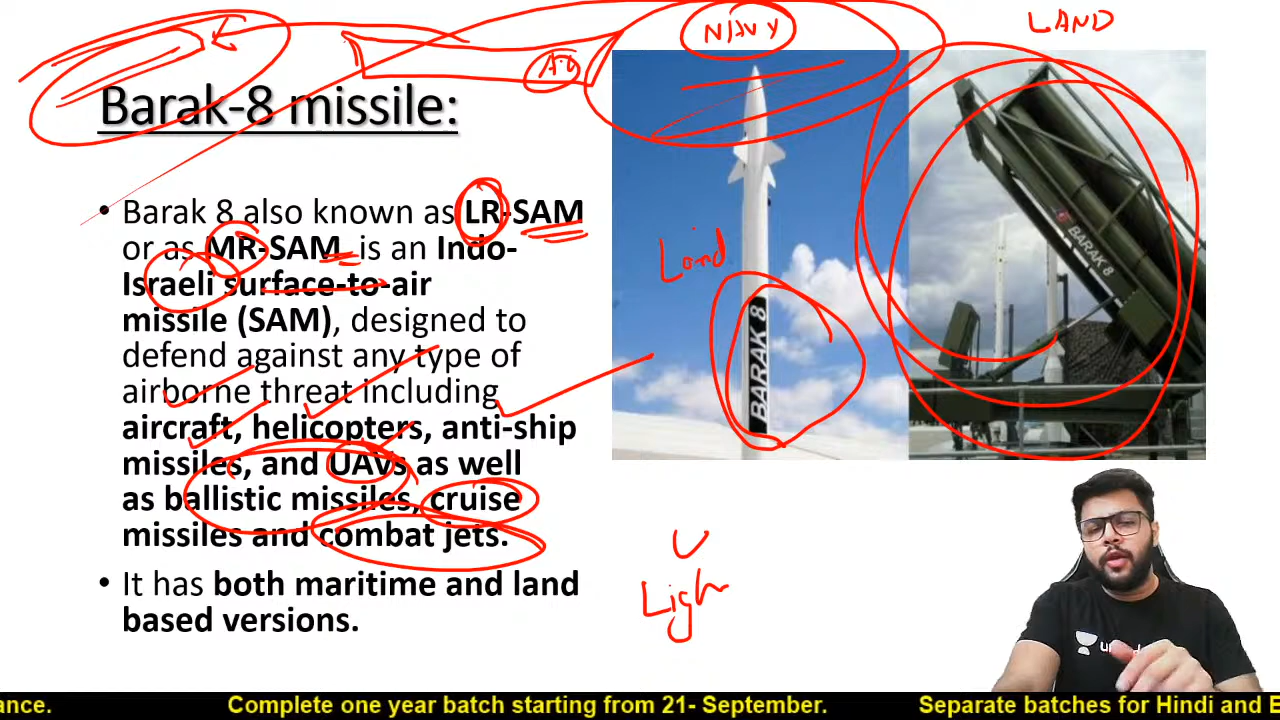 NAVY
LAND
Barak-8 missile:
• Barak 8 also known as LR-SAM
or as MR-SAM is an Indo-
Israeli surface-to-air
missile (SAM), designed to
defend against any type of
airborne threat including
aircraft, helicopters, anti-ship
missiles, and UAVs as well
as ballistic missiles, cruise
missiles and combat jets.
• It has both maritime and land
based versions.
Land
BARAK 8
BARAK 8
Ligh
ance.
Complete one year batch starting from 21- September.
Separate batches for Hindi and E